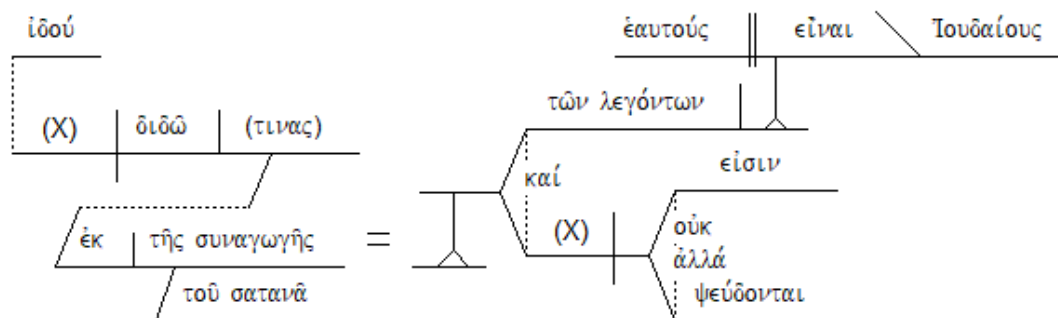 ἰδού
ἑαυτούς εἶναι Ἰουδαίους
τῶν λεγόντων
(X) διδῶ (τινας)
καί
εἰσιν
(X)
οὐκ
ἀλλά
ψεύδονται
ἐκ τῆς συναγωγῆς =
τοῦ σατανᾶ